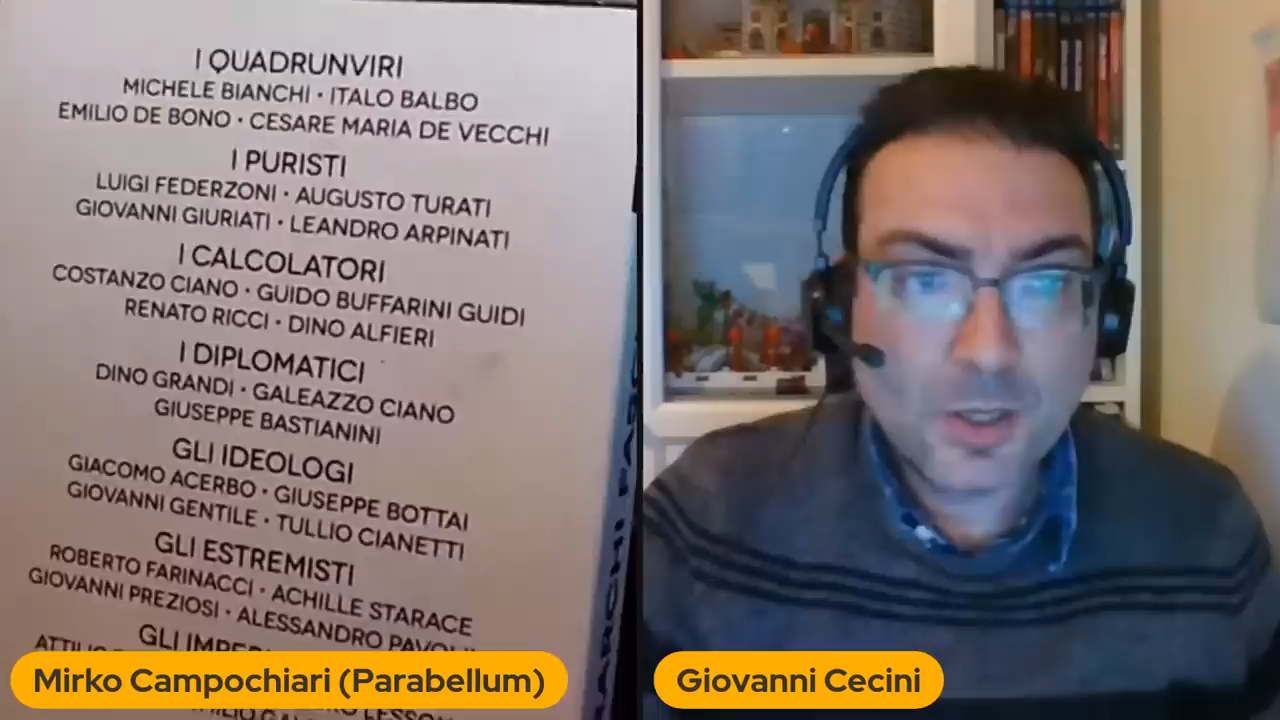 I QUADRUNVIRI
MICHELE BIANCHI · ITALO BALBO
EMILIO DE BONO · CESARE MARIA DE VECCHI
I PURISTI
LUIGI FEDERZONI · AUGUSTO TURATI
GIOVANNI GIURIATI · LEANDRO ARPINATI
I CALCOLATORI
COSTANZO CIANO · GUIDO BUFFARINI GUIDI
RENATO RICCI · DINO ALFIERI
I DIPLOMATICI
DINO GRANDI · GALEAZZO CIANO
GIUSEPPE BASTIANINI
GLI IDEOLOGI
GIACOMO ACERBO · GIUSEPPE BOTTAI
GIOVANNI GENTILE · TULLIO CIANETTI
GLI ESTREMISTI
ROBERTO FARINACCI · ACHILLE STARACE
GIOVANNI PREZIOSI · ALESSANDRO
GLI
Mirko Campochiari (Parabellum)
Giovanni Cecini